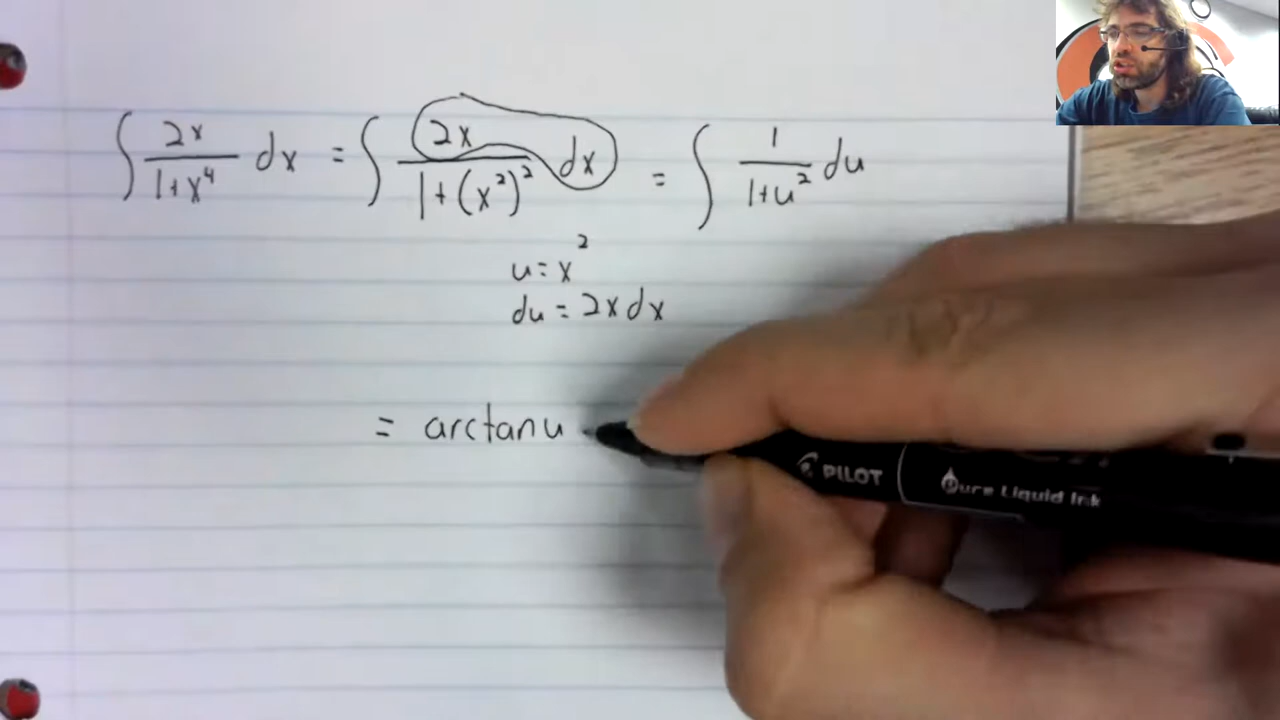 ∫ 2x/(1+x⁴) dx = ∫ 2x/(1+(x²)²) dx = ∫ 1/(1+u²) du
u = x²
du = 2x dx
= arctan u
PILOT
Pure Liquid Ink